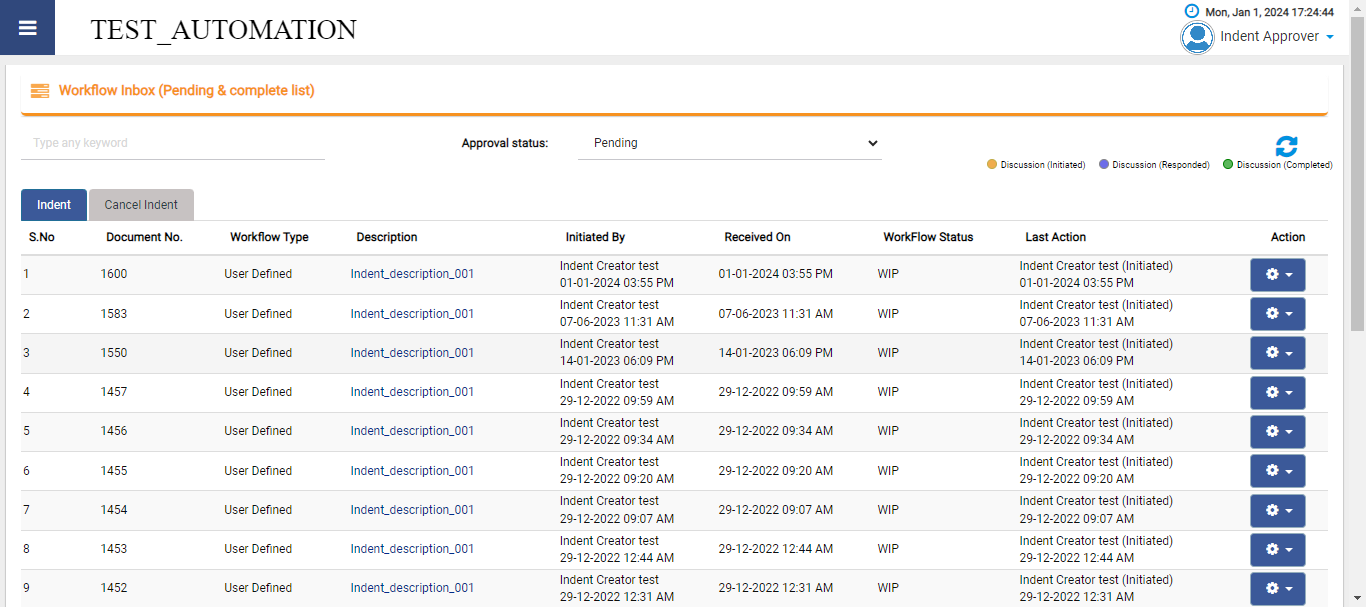 TEST_AUTOMATION
Mon, Jan 1, 2024 17:24:44
Indent Approver
Workflow Inbox (Pending & complete list)
Type any keyword
Approval status:
Pending
Discussion (Initiated) Discussion (Responded) Discussion (Completed)
Indent Cancel Indent
S.No Document No. Workflow Type Description Initiated By Received On WorkFlow Status Last Action Action
1 1600 User Defined Indent_description_001 Indent Creator test 01-01-2024 03:55 PM 01-01-2024 03:55 PM WIP Indent Creator test (Initiated) 01-01-2024 03:55 PM
2 1583 User Defined Indent_description_001 Indent Creator test 07-06-2023 11:31 AM 07-06-2023 11:31 AM WIP Indent Creator test (Initiated) 07-06-2023 11:31 AM
3 1550 User Defined Indent_description_001 Indent Creator test 14-01-2023 06:09 PM 14-01-2023 06:09 PM WIP Indent Creator test (Initiated) 14-01-2023 06:09 PM
4 1457 User Defined Indent_description_001 Indent Creator test 29-12-2022 09:59 AM 29-12-2022 09:59 AM WIP Indent Creator test (Initiated) 29-12-2022 09:59 AM
5 1456 User Defined Indent_description_001 Indent Creator test 29-12-2022 09:34 AM 29-12-2022 09:34 AM WIP Indent Creator test (Initiated) 29-12-2022 09:34 AM
6 1455 User Defined Indent_description_001 Indent Creator test 29-12-2022 09:20 AM 29-12-2022 09:20 AM WIP Indent Creator test (Initiated) 29-12-2022 09:20 AM
7 1454 User Defined Indent_description_001 Indent Creator test 29-12-2022 09:07 AM 29-12-2022 09:07 AM WIP Indent Creator test (Initiated) 29-12-2022 09:07 AM
8 1453 User Defined Indent_description_001 Indent Creator test 29-12-2022 12:44 AM 29-12-2022 12:44 AM WIP Indent Creator test (Initiated) 29-12-2022 12:44 AM
9 1452 User Defined Indent_description_001 Indent Creator test 29-12-2022 12:31 AM 29-12-2022 12:31 AM WIP Indent Creator test (Initiated) 29-12-2022 12:31 AM